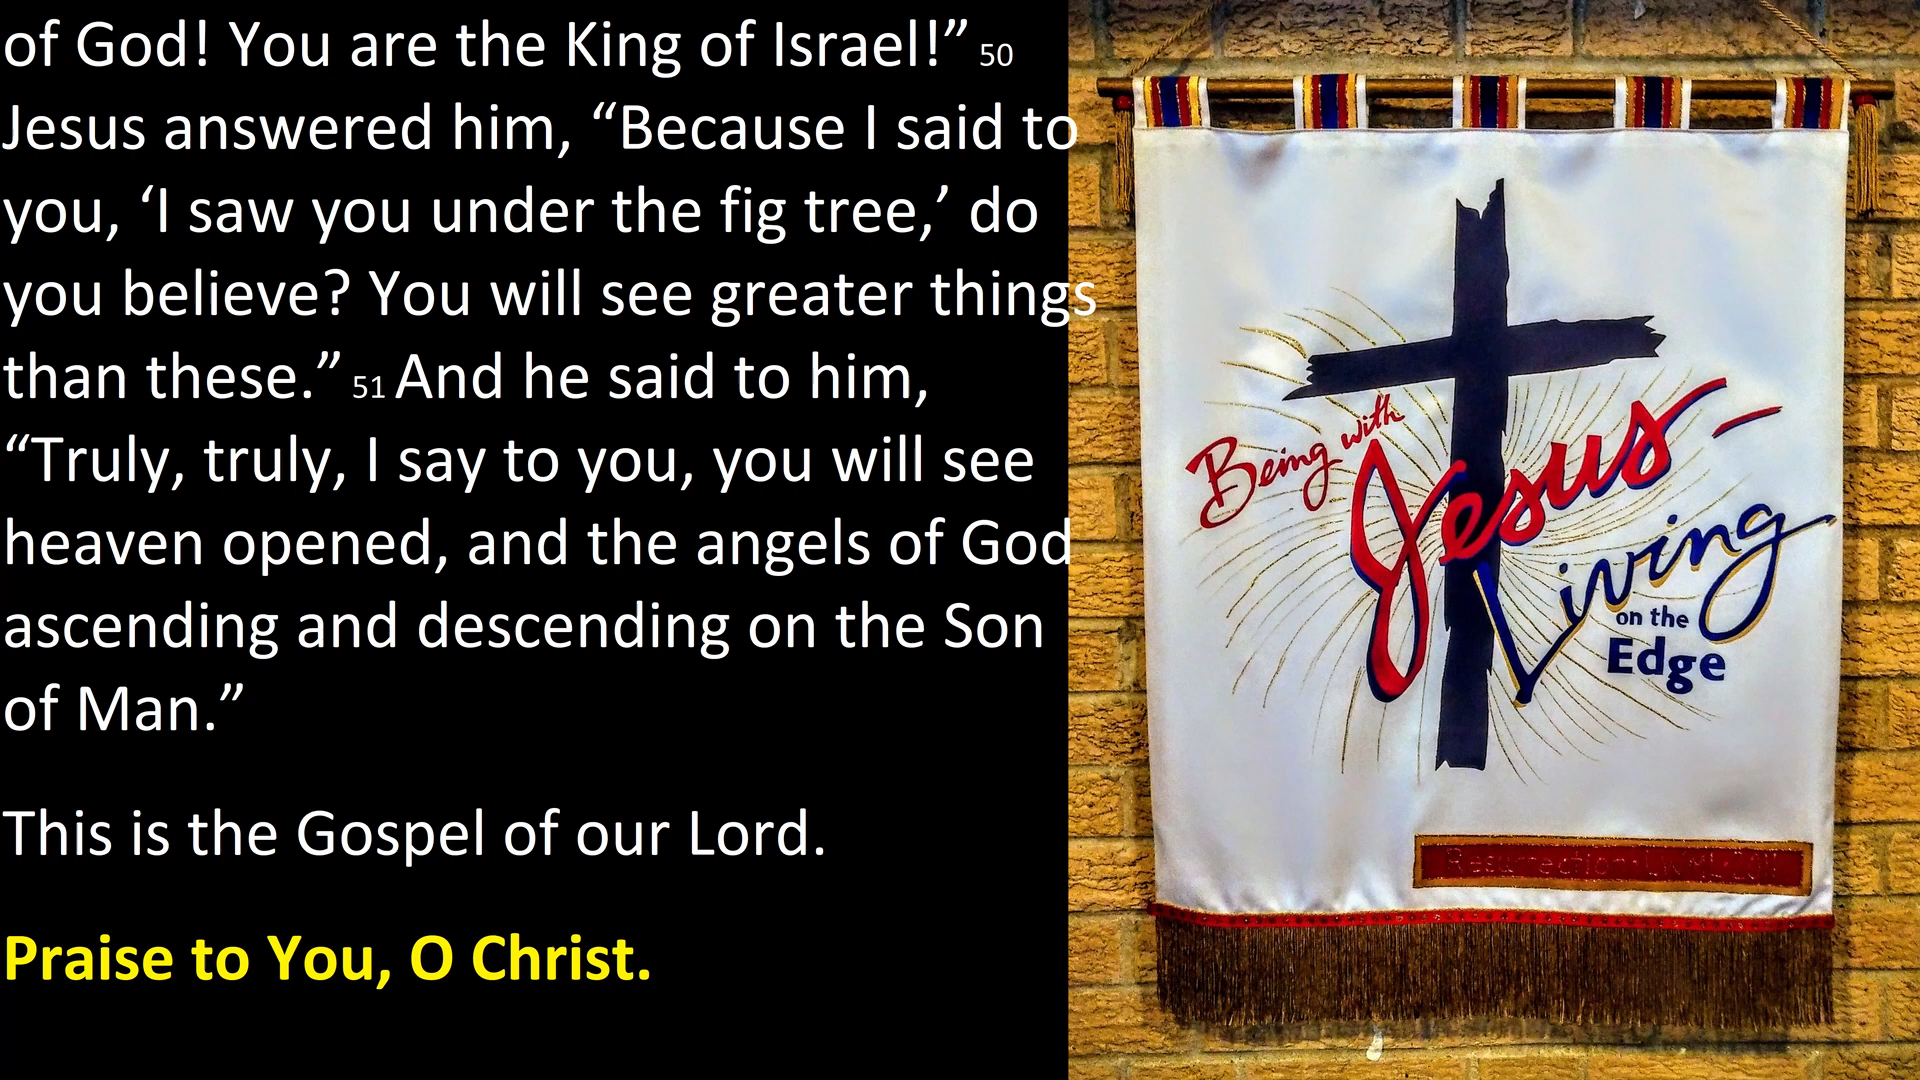 of God! You are the King of Israel!” 50
Jesus answered him, “Because I said to
you, ‘I saw you under the fig tree,’ do
you believe? You will see greater things
than these.” 51 And he said to him,
“Truly, truly, I say to you, you will see
heaven opened, and the angels of God
ascending and descending on the Son
of Man.”
This is the Gospel of our Lord.
Praise to You, O Christ.
Being with
Jesus -
Living
on the
Edge
Resurrection